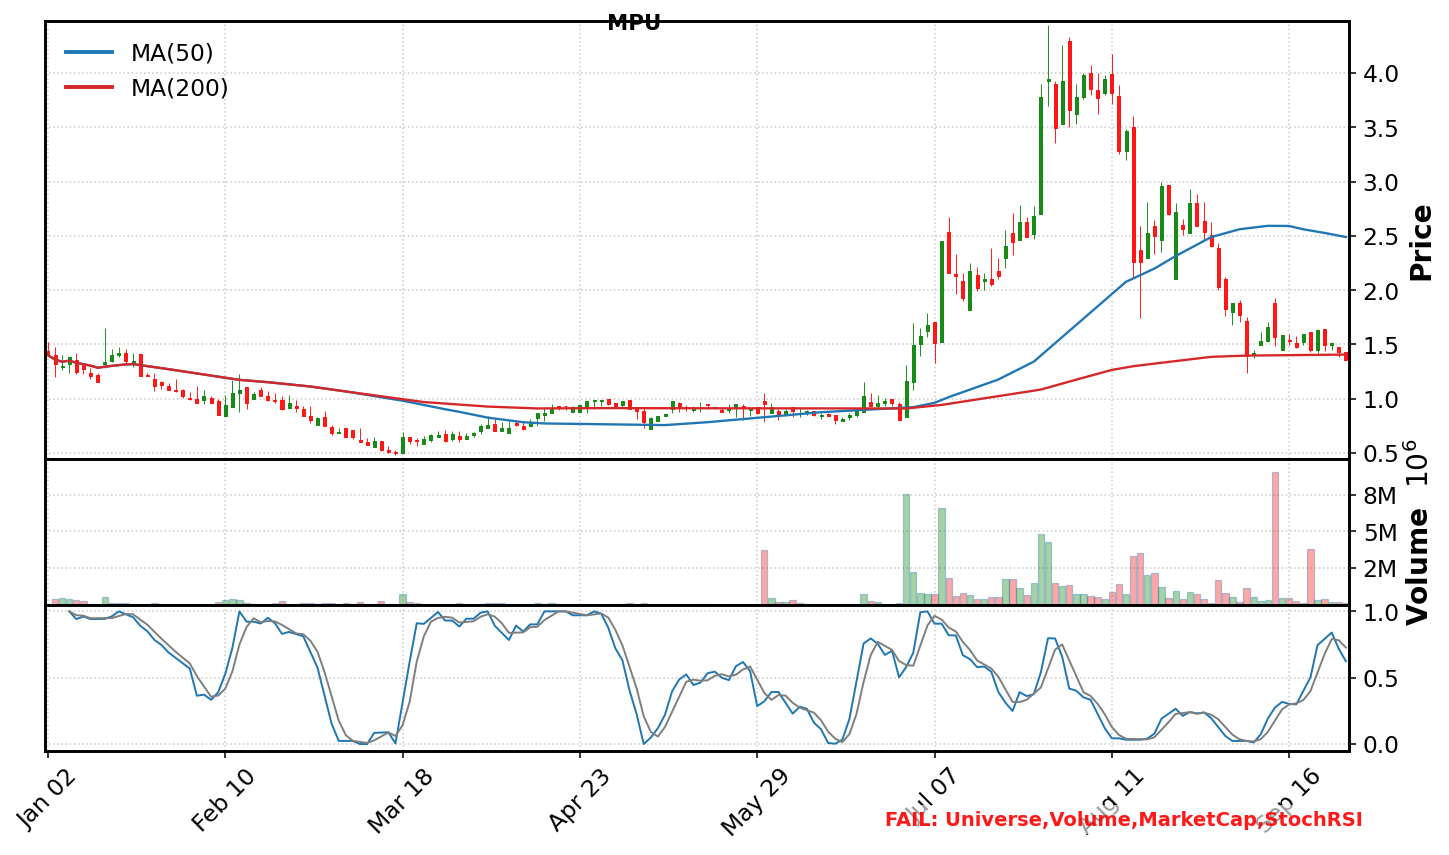 MPU
MA(50)
MA(200)
4.0
3.5
3.0
2.5
2.0
1.5
1.0
0.5
Price
8M
5M
2M
Volume 10^6
1.0
0.5
0.0
Jan 02
Feb 10
Mar 18
Apr 23
May 29
Jul 07
Aug 11
Sep 16
FAIL: Universe,Volume,MarketCap,StochRSI